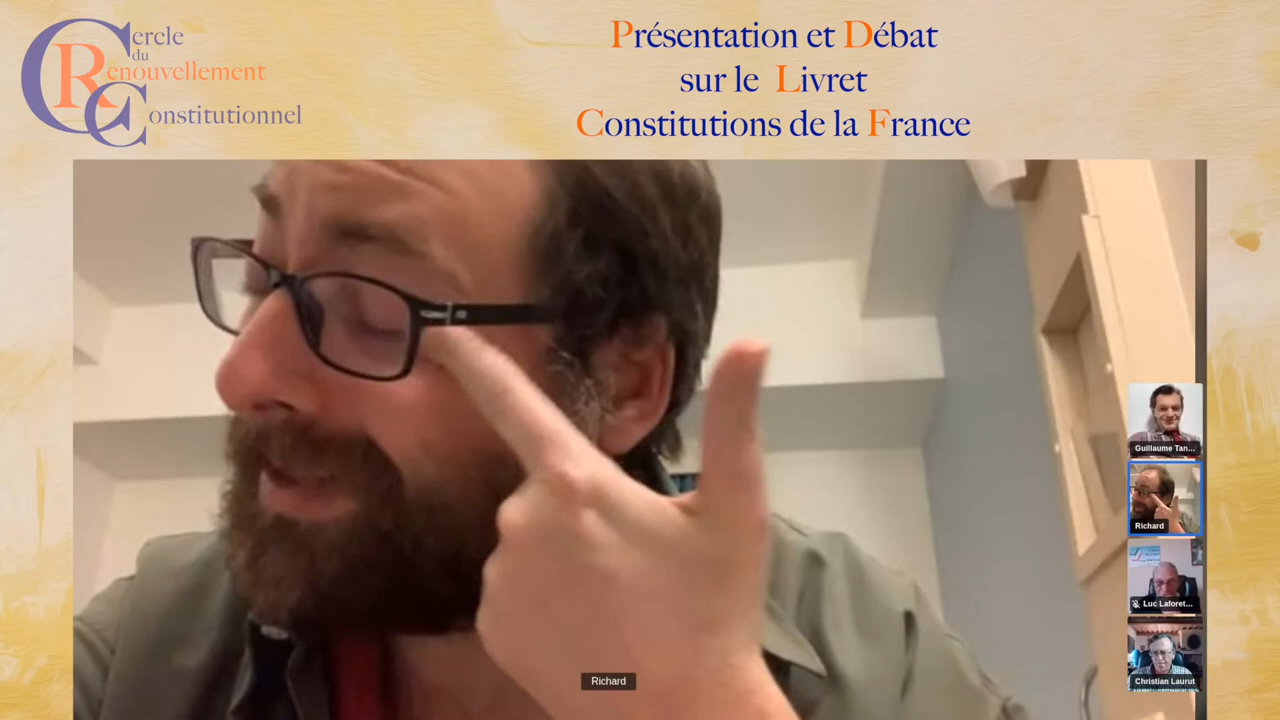 Cercle
du
Renouvellement
Constitutionnel
Présentation et Débat
sur le Livret
Constitutions de la France
Guillaume Tan...
Richard
Luc Laforet...
Christian Laurut
Richard